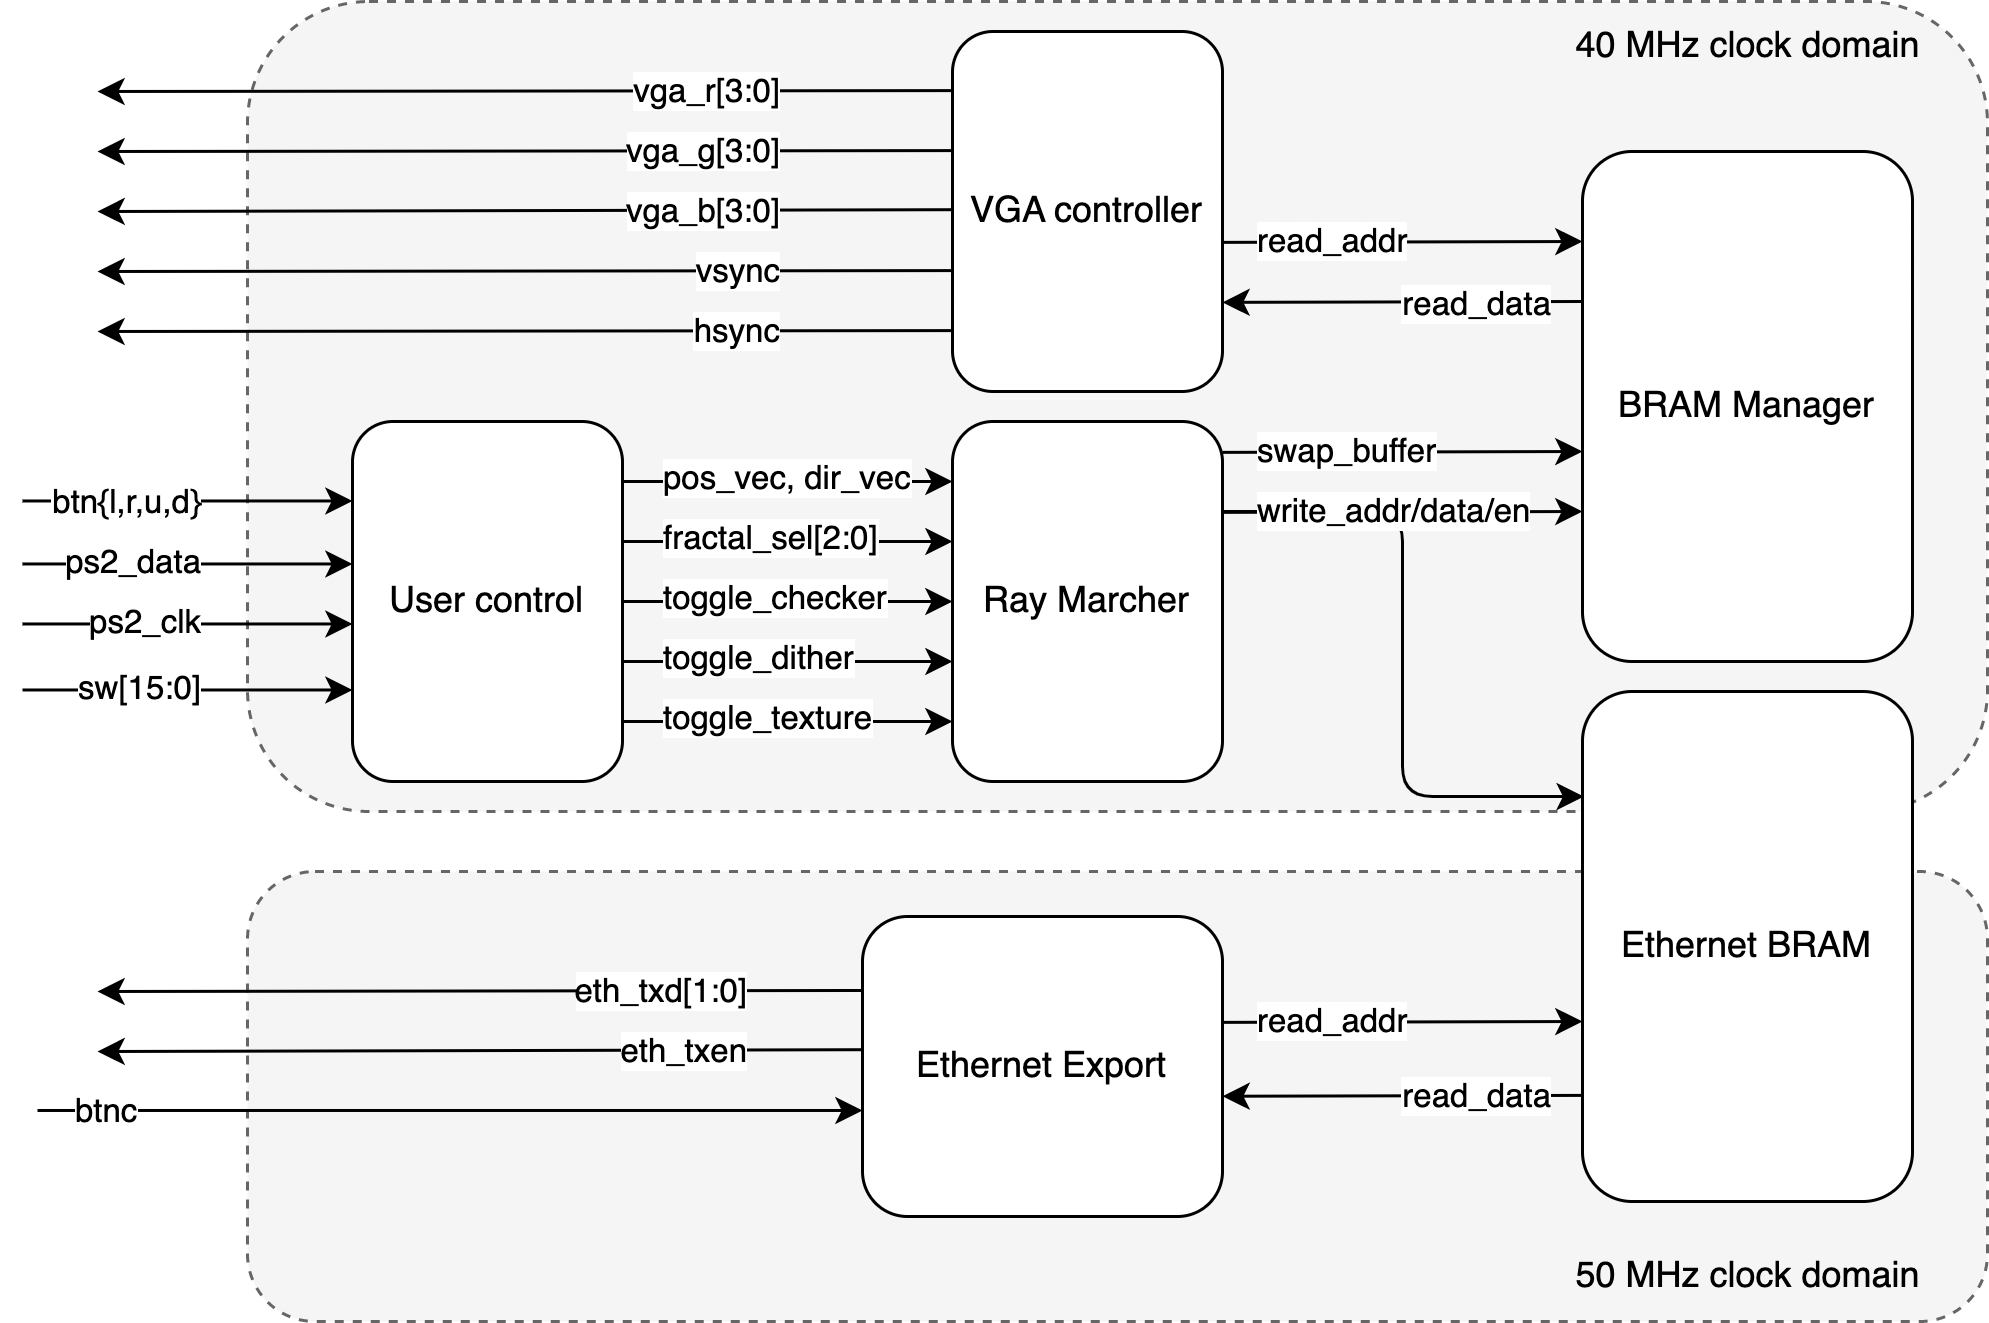 40 MHz clock domain
vga_r[3:0]
vga_g[3:0]
vga_b[3:0]
vsync
hsync
VGA controller
read_addr
read_data
BRAM Manager
btn{l,r,u,d}
ps2_data
ps2_clk
sw[15:0]
User control
pos_vec, dir_vec
fractal_sel[2:0]
toggle_checker
toggle_dither
toggle_texture
Ray Marcher
swap_buffer
write_addr/data/en
Ethernet BRAM
eth_txd[1:0]
eth_txen
btnc
Ethernet Export
read_addr
read_data
50 MHz clock domain